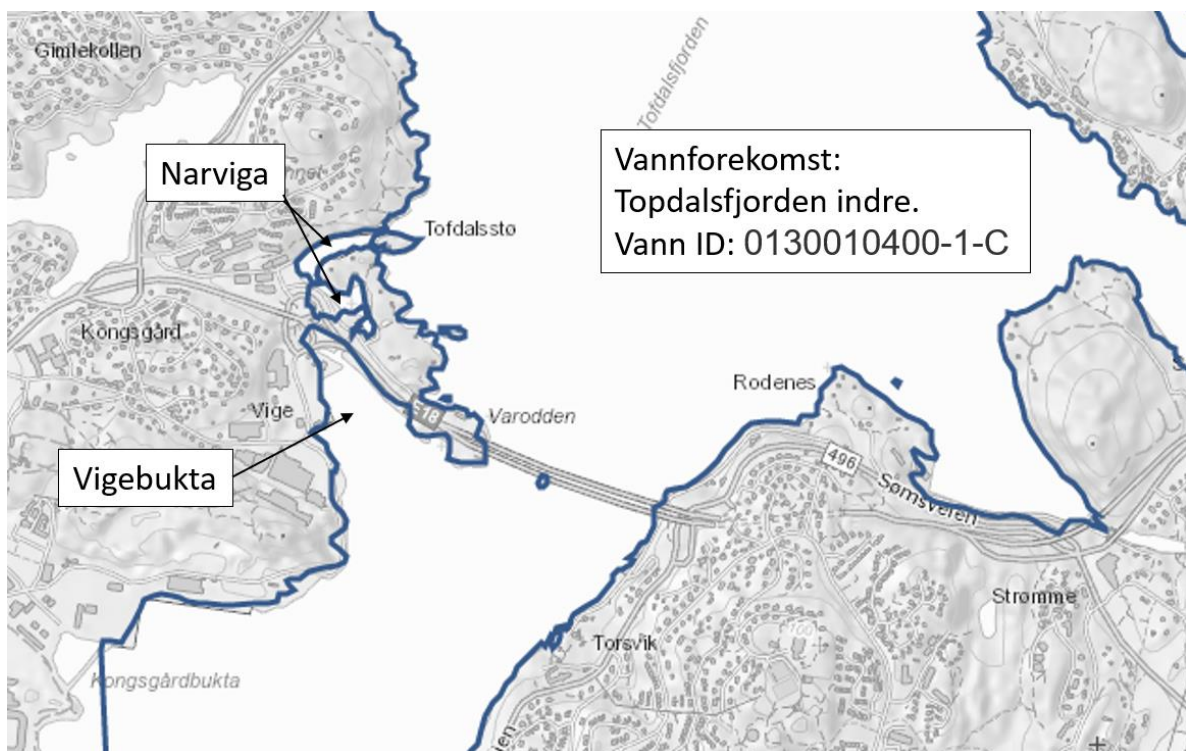 Gimlekollen
Tofdalsfjorden
Narviga
Vannforekomst:
Topdalsfjorden indre.
Vann ID: 0130010400-1-C
Tofdalsstø
Kongsgård
Rodenes
Vige
E18
Varodden
496
Vigebukta
Sømsveien
Strømme
Torsvik
Kongsgårdbukta